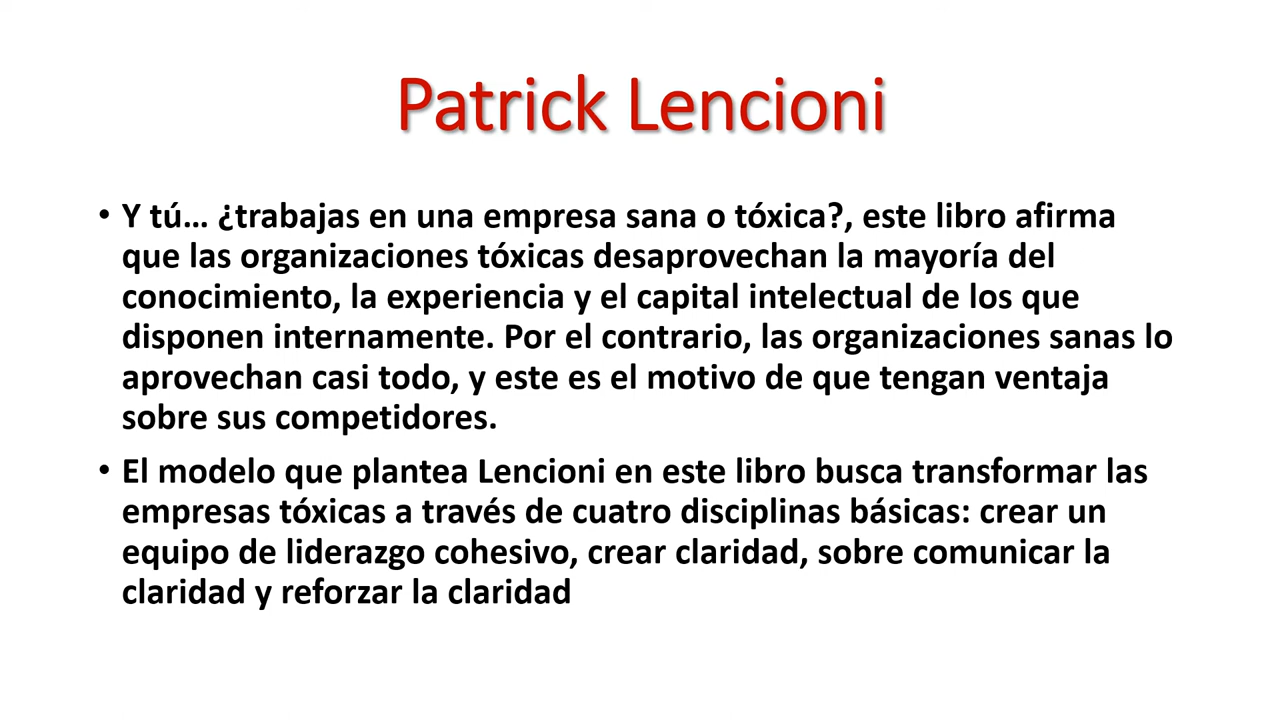 Patrick Lencioni
• Y tú… ¿trabajas en una empresa sana o tóxica?, este libro afirma
que las organizaciones tóxicas desaprovechan la mayoría del
conocimiento, la experiencia y el capital intelectual de los que
disponen internamente. Por el contrario, las organizaciones sanas lo
aprovechan casi todo, y este es el motivo de que tengan ventaja
sobre sus competidores.
• El modelo que plantea Lencioni en este libro busca transformar las
empresas tóxicas a través de cuatro disciplinas básicas: crear un
equipo de liderazgo cohesivo, crear claridad, sobre comunicar la
claridad y reforzar la claridad